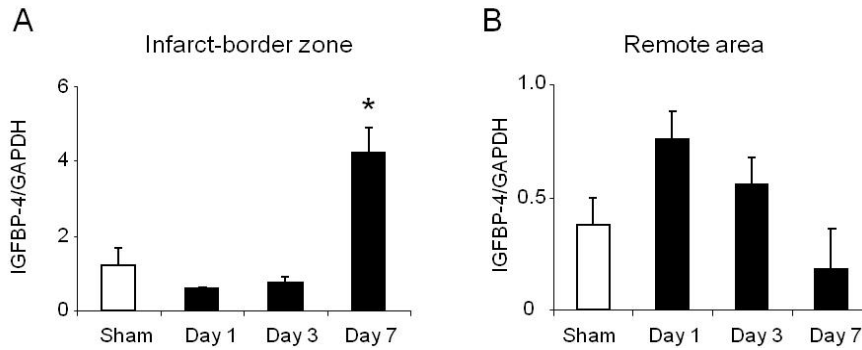 A
Infarct-border zone
IGFBP-4/GAPDH
6
4
2
0
*
Sham Day 1 Day 3 Day 7
B
Remote area
IGFBP-4/GAPDH
1.0
0.5
0
Sham Day 1 Day 3 Day 7